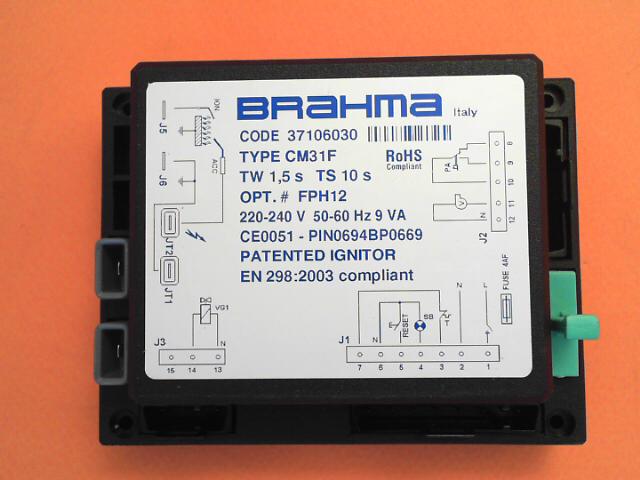 BRAHMA Italy
CODE 37106030
TYPE CM31F
RoHS
Compliant
TW 1,5 s TS 10 s
OPT. # FPH12
220-240 V 50-60 Hz 9 VA
CE0051 - PIN0694BP0669
PATENTED IGNITOR
EN 298:2003 compliant
J5
ION
J6
ACC
JT2
JT1
PA
V
N
8
9
10
11
12
J2
FUSE 4AF
VG1
N
J3
15 14 13
N
RESET
SB
T
N
J1
7 6 5 4 3 2 1